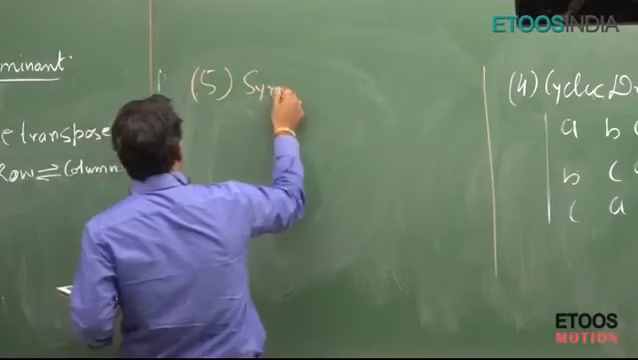 ETOOSINDIA
minant
e transpose
Row ⇌ Column
(5) Sym
(4) Cyclic D
a b
b c
c a
ETOOS
MOTION